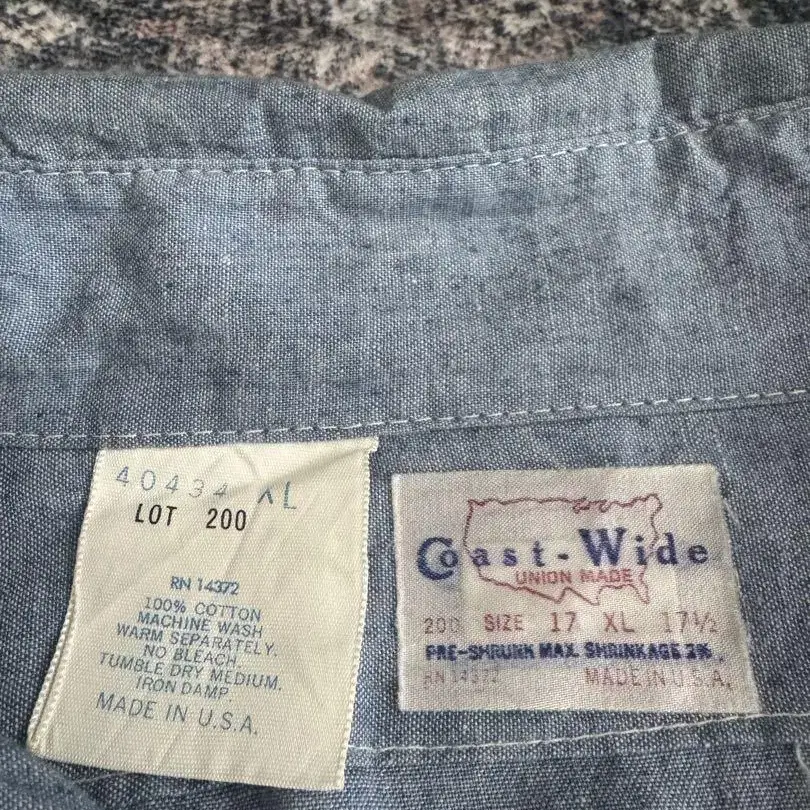 40434 XL
LOT 200
RN 14372
100% COTTON
MACHINE WASH
WARM SEPARATELY.
NO BLEACH.
TUMBLE DRY MEDIUM.
IRON DAMP.
MADE IN U.S.A.
Coast-Wide
UNION MADE
200 SIZE 17 XL 17½
PRE-SHRUNK MAX. SHRINKAGE 3%.
RN 14372 MADE IN U.S.A.